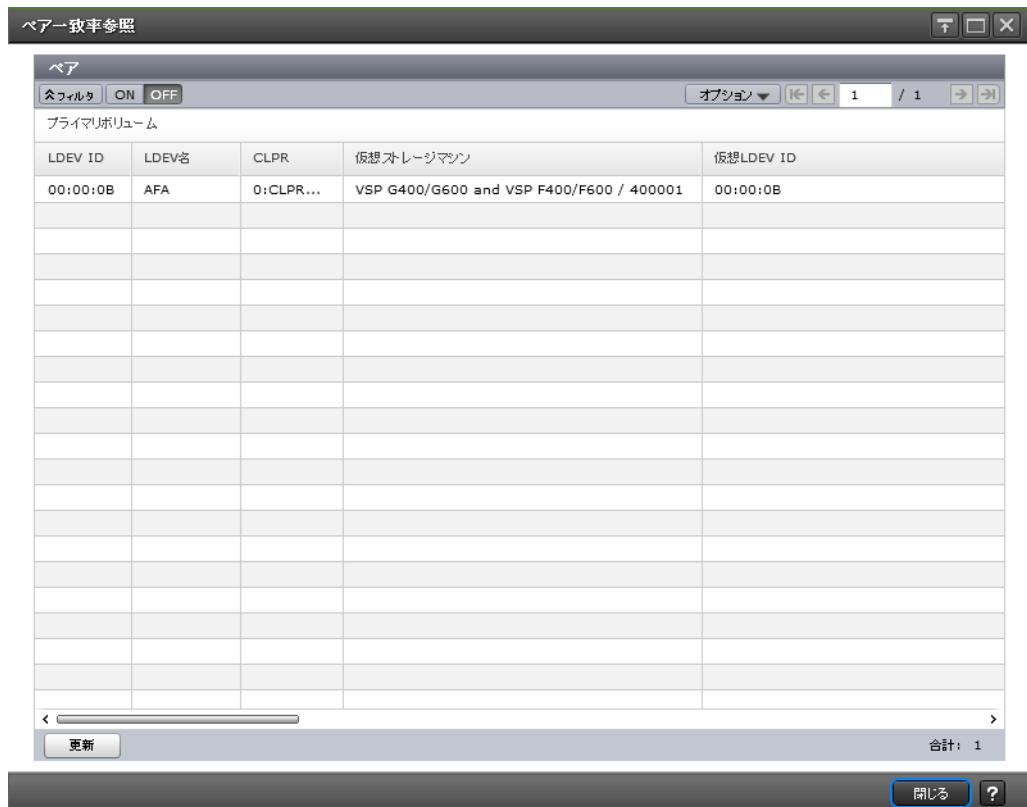 ペア一致率参照
ペア
フィルタ ON OFF オプション 1 / 1
プライマリボリューム
LDEV ID LDEV名 CLPR 仮想ストレージマシン 仮想LDEV ID
00:00:0B AFA 0:CLPR... VSP G400/G600 and VSP F400/F600 / 400001 00:00:0B
更新 合計: 1
閉じる ?